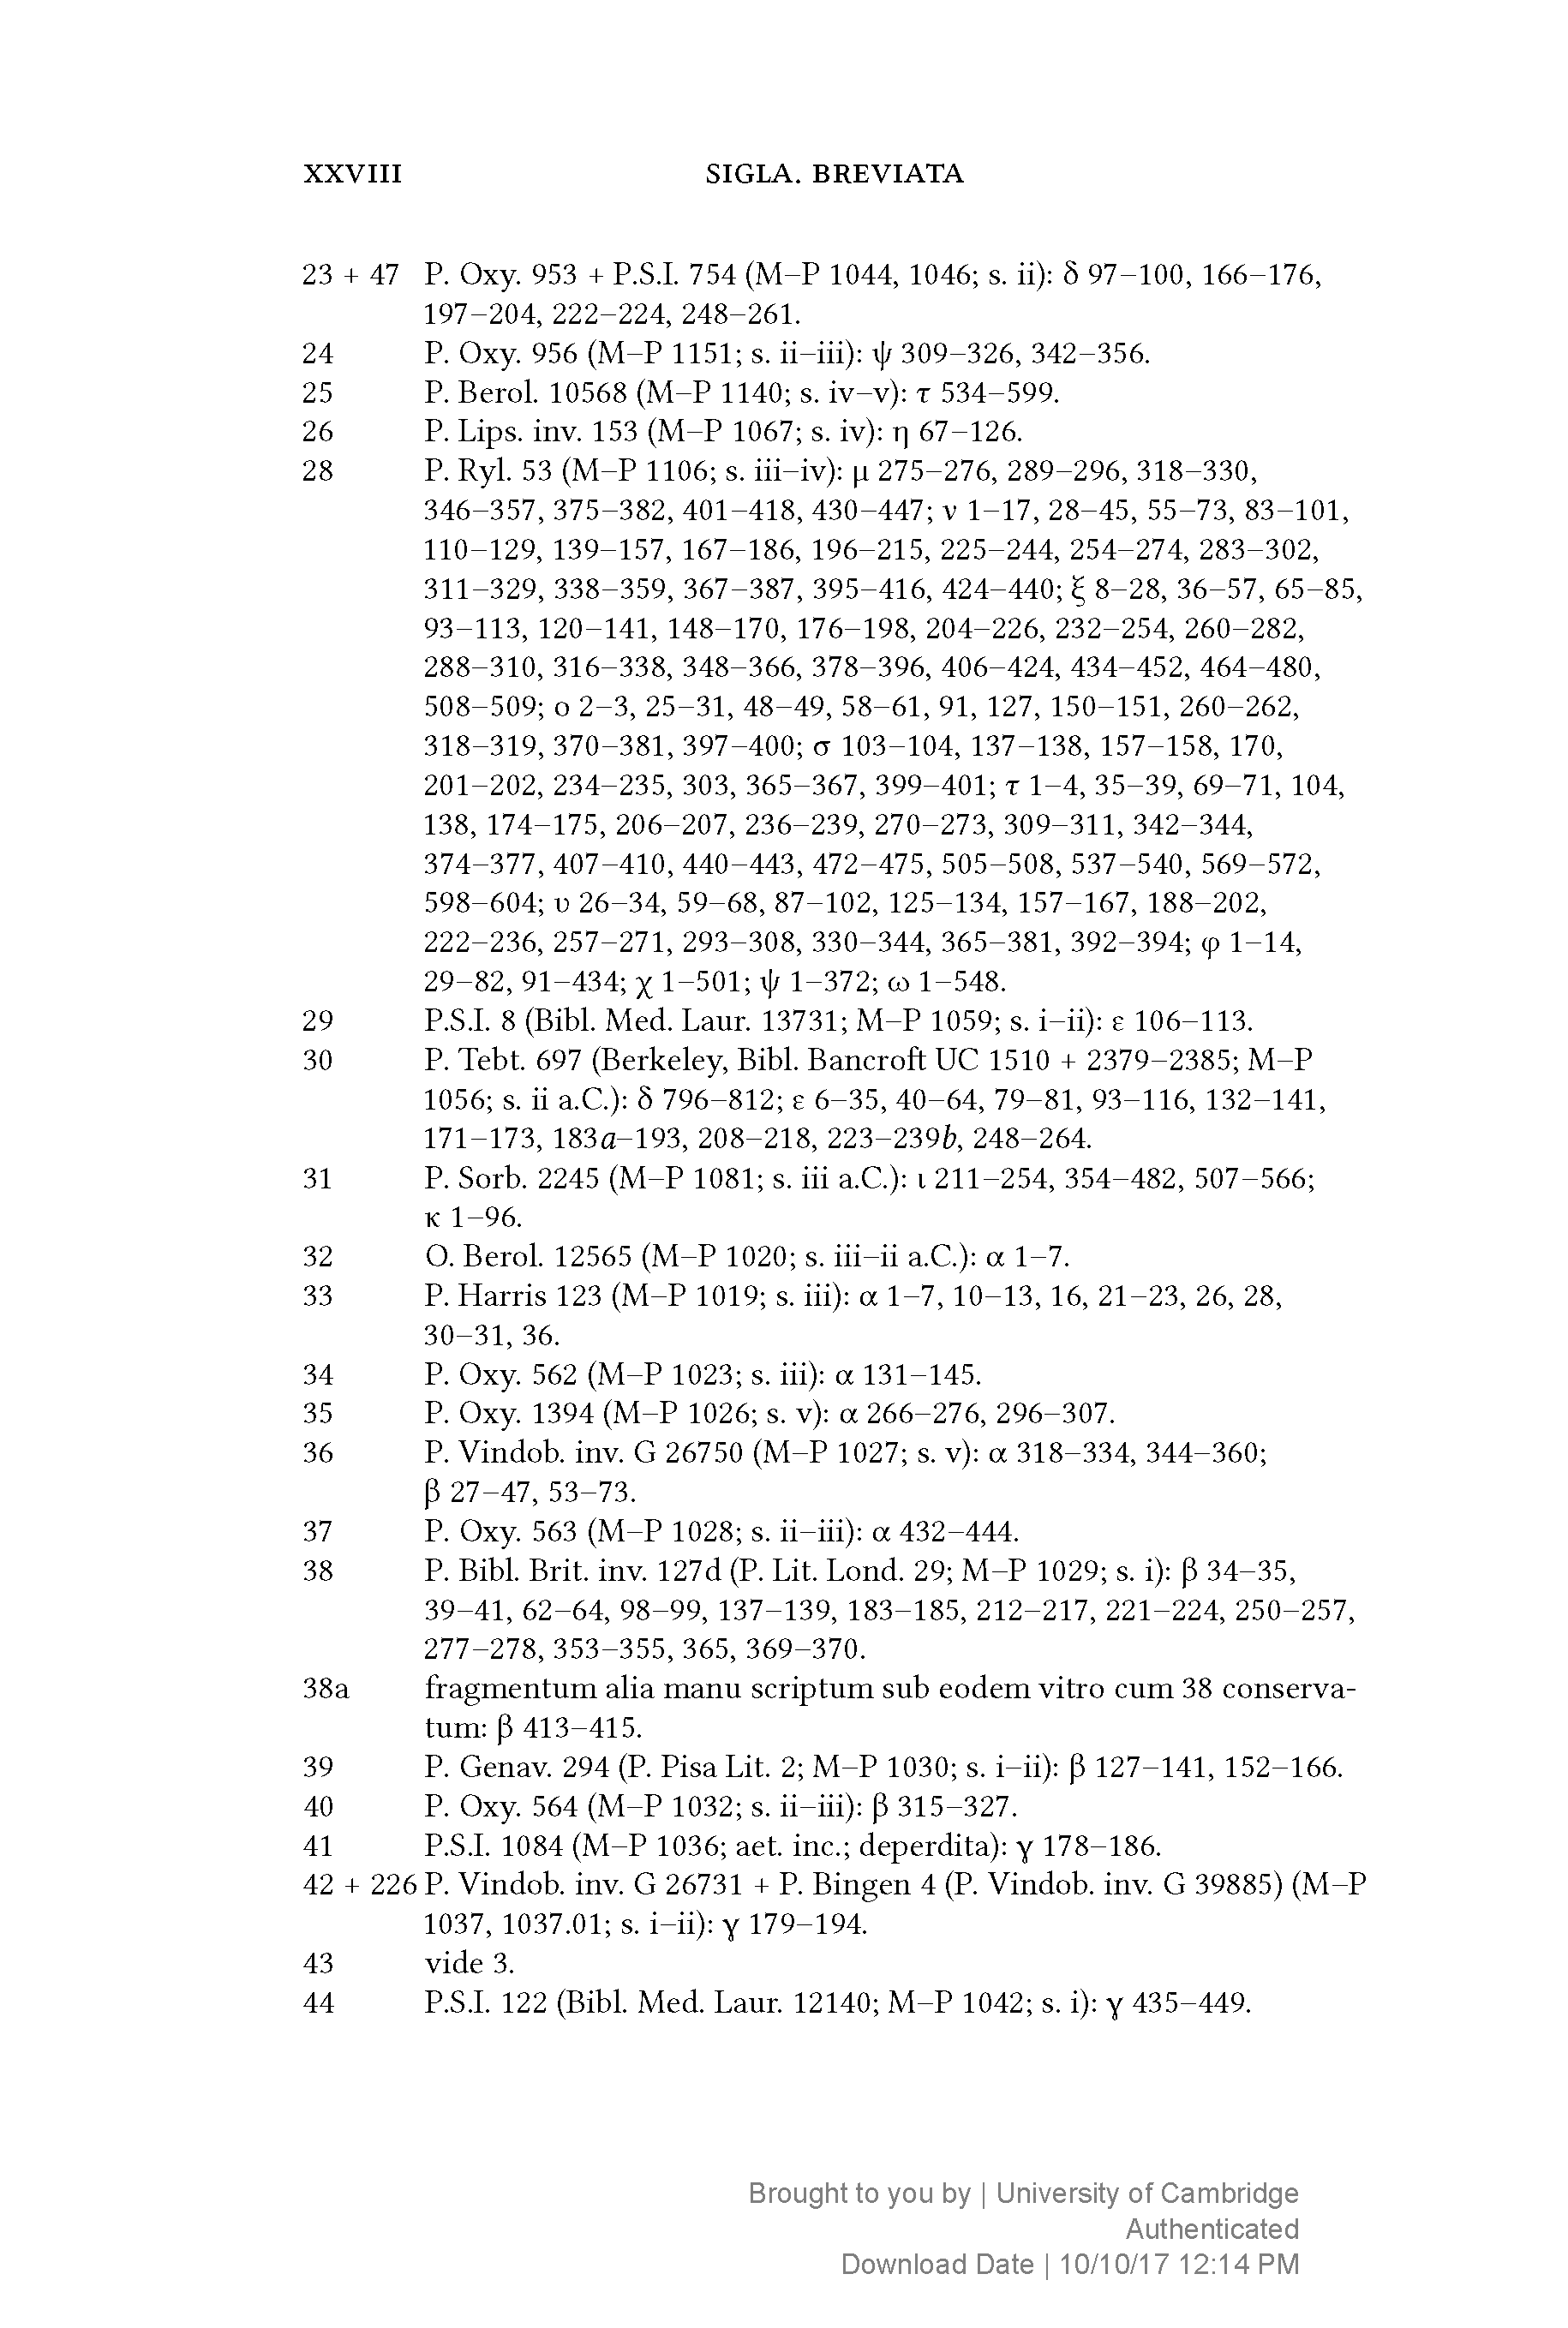 XXVIII SIGLA. BREVIATA
23 + 47 P. Oxy. 953 + P.S.I. 754 (M–P 1044, 1046; s. ii): δ 97–100, 166–176,
197–204, 222–224, 248–261.
24 P. Oxy. 956 (M–P 1151; s. ii–iii): ψ 309–326, 342–356.
25 P. Berol. 10568 (M–P 1140; s. iv–v): τ 534–599.
26 P. Lips. inv. 153 (M–P 1067; s. iv): η 67–126.
28 P. Ryl. 53 (M–P 1106; s. iii–iv): μ 275–276, 289–296, 318–330,
346–357, 375–382, 401–418, 430–447; ν 1–17, 28–45, 55–73, 83–101,
110–129, 139–157, 167–186, 196–215, 225–244, 254–274, 283–302,
311–329, 338–359, 367–387, 395–416, 424–440; ξ 8–28, 36–57, 65–85,
93–113, 120–141, 148–170, 176–198, 204–226, 232–254, 260–282,
288–310, 316–338, 348–366, 378–396, 406–424, 434–452, 464–480,
508–509; ο 2–3, 25–31, 48–49, 58–61, 91, 127, 150–151, 260–262,
318–319, 370–381, 397–400; σ 103–104, 137–138, 157–158, 170,
201–202, 234–235, 303, 365–367, 399–401; τ 1–4, 35–39, 69–71, 104,
138, 174–175, 206–207, 236–239, 270–273, 309–311, 342–344,
374–377, 407–410, 440–443, 472–475, 505–508, 537–540, 569–572,
598–604; υ 26–34, 59–68, 87–102, 125–134, 157–167, 188–202,
222–236, 257–271, 293–308, 330–344, 365–381, 392–394; φ 1–14,
29–82, 91–434; χ 1–501; ψ 1–372; ω 1–548.
29 P.S.I. 8 (Bibl. Med. Laur. 13731; M–P 1059; s. i–ii): ε 106–113.
30 P. Tebt. 697 (Berkeley, Bibl. Bancroft UC 1510 + 2379–2385; M–P
1056; s. ii a.C.): δ 796–812; ε 6–35, 40–64, 79–81, 93–116, 132–141,
171–173, 183a–193, 208–218, 223–239b, 248–264.
31 P. Sorb. 2245 (M–P 1081; s. iii a.C.): ι 211–254, 354–482, 507–566;
κ 1–96.
32 O. Berol. 12565 (M–P 1020; s. iii–ii a.C.): α 1–7.
33 P. Harris 123 (M–P 1019; s. iii): α 1–7, 10–13, 16, 21–23, 26, 28,
30–31, 36.
34 P. Oxy. 562 (M–P 1023; s. iii): α 131–145.
35 P. Oxy. 1394 (M–P 1026; s. v): α 266–276, 296–307.
36 P. Vindob. inv. G 26750 (M–P 1027; s. v): α 318–334, 344–360;
β 27–47, 53–73.
37 P. Oxy. 563 (M–P 1028; s. ii–iii): α 432–444.
38 P. Bibl. Brit. inv. 127d (P. Lit. Lond. 29; M–P 1029; s. i): β 34–35,
39–41, 62–64, 98–99, 137–139, 183–185, 212–217, 221–224, 250–257,
277–278, 353–355, 365, 369–370.
38a fragmentum alia manu scriptum sub eodem vitro cum 38 conserva-
tum: β 413–415.
39 P. Genav. 294 (P. Pisa Lit. 2; M–P 1030; s. i–ii): β 127–141, 152–166.
40 P. Oxy. 564 (M–P 1032; s. ii–iii): β 315–327.
41 P.S.I. 1084 (M–P 1036; aet. inc.; deperdita): γ 178–186.
42 + 226 P. Vindob. inv. G 26731 + P. Bingen 4 (P. Vindob. inv. G 39885) (M–P
1037, 1037.01; s. i–ii): γ 179–194.
43 vide 3.
44 P.S.I. 122 (Bibl. Med. Laur. 12140; M–P 1042; s. i): γ 435–449.
Brought to you by | University of Cambridge
Authenticated
Download Date | 10/10/17 12:14 PM